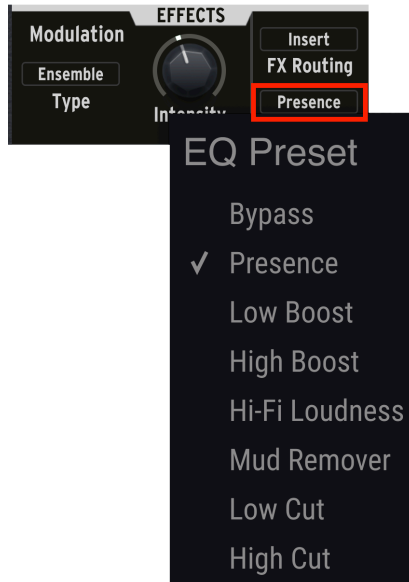 EFFECTS
Modulation
Ensemble
Type
Intensity
Insert
FX Routing
Presence
EQ Preset
Bypass
✓ Presence
Low Boost
High Boost
Hi-Fi Loudness
Mud Remover
Low Cut
High Cut